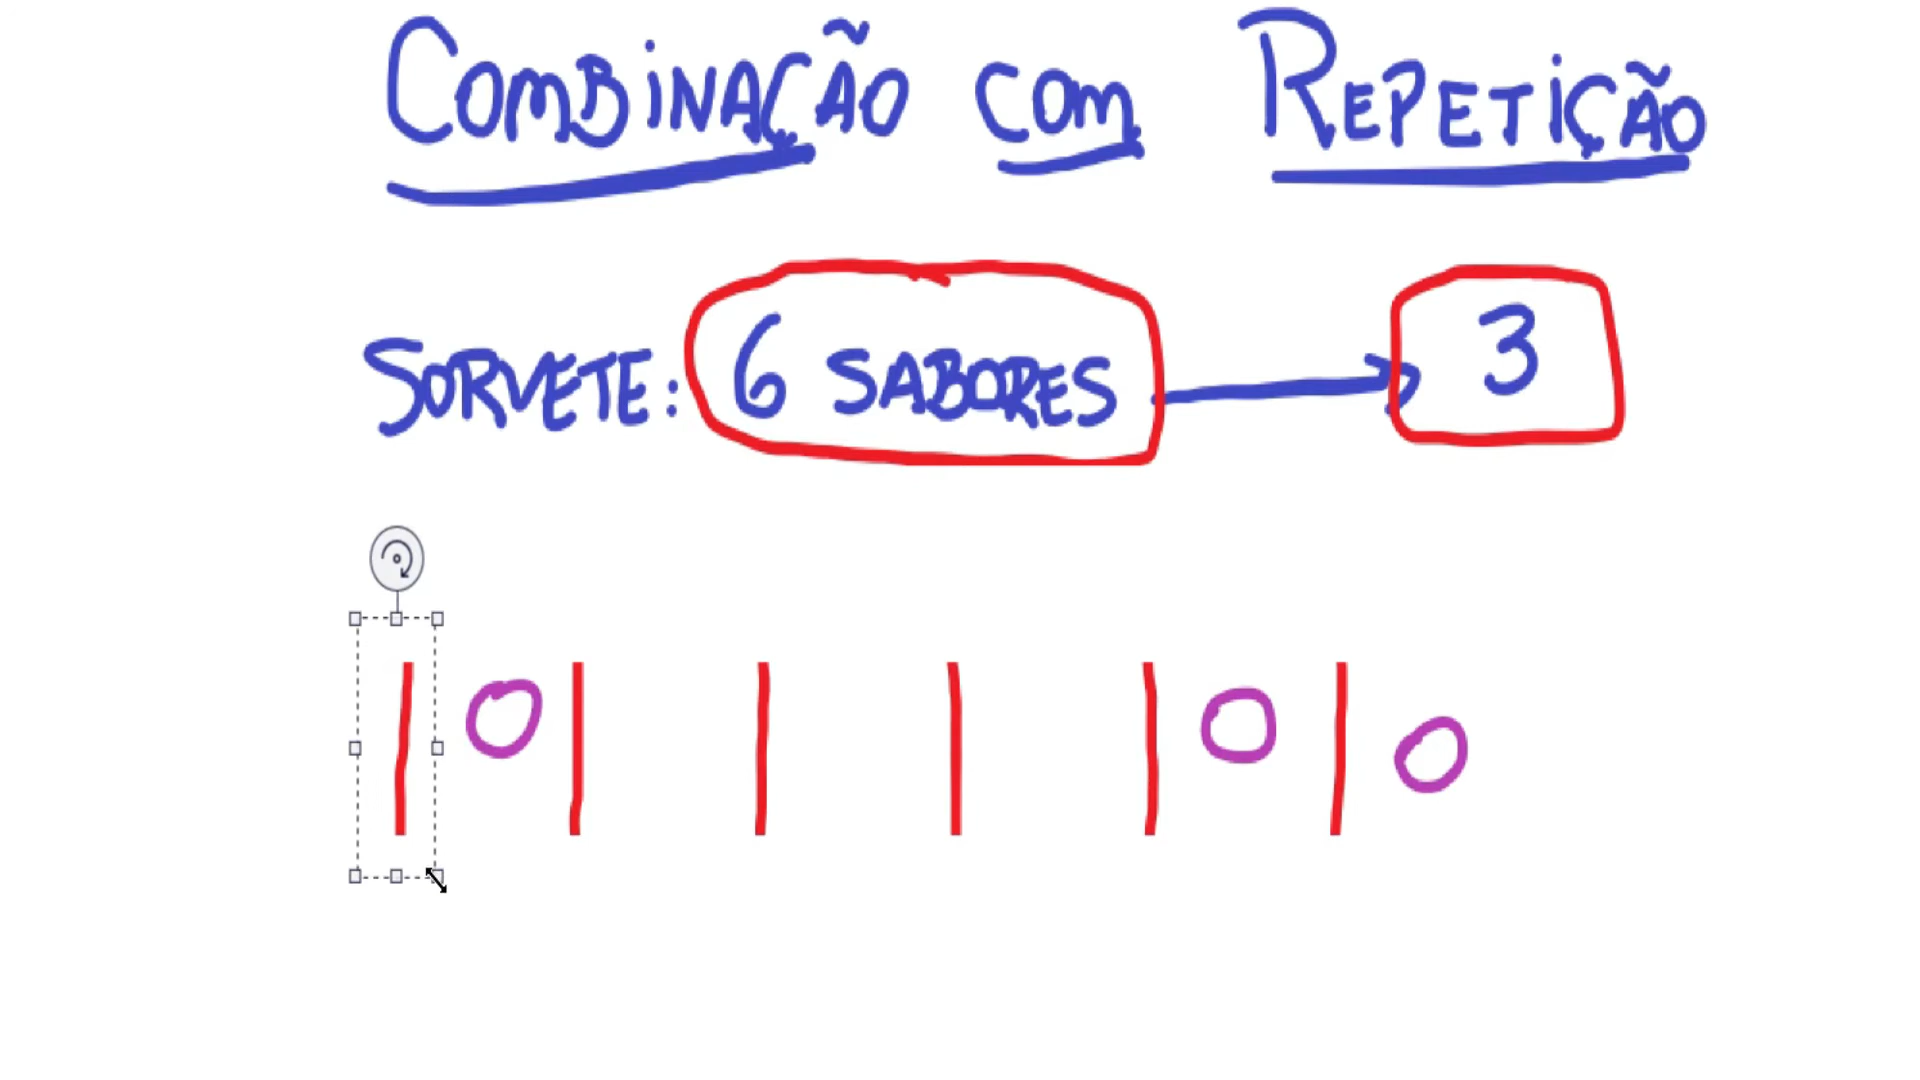 COMBINAÇÃO COM REPETIÇÃO
SORVETE: 6 SABORES → 3
| O | | | | O | O